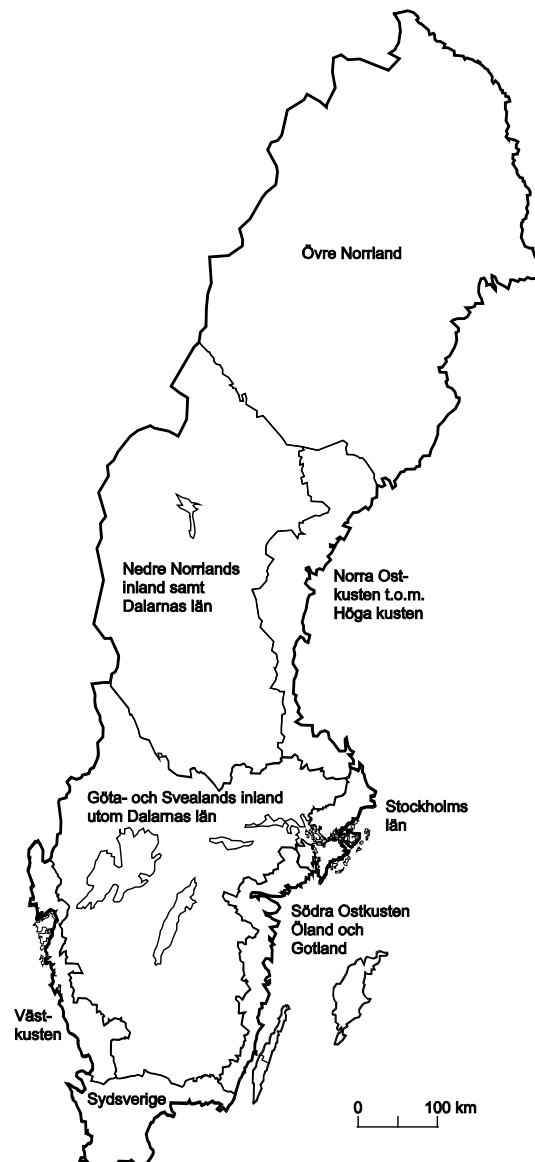 Övre Norrland
Nedre Norrlands
inland samt
Dalarnas län
Norra Ost-
kusten t.o.m.
Höga kusten
Göta- och Svealands inland
utom Dalarnas län
Stockholms
län
Södra Ostkusten
Öland och
Gotland
Väst-
kusten
Sydsverige
0 100 km